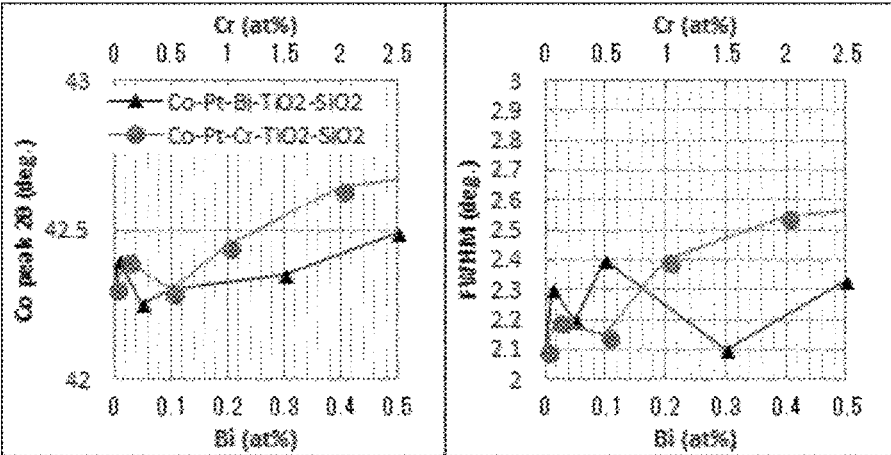 Cr (at%)
0 0.5 1 1.5 2 2.5
43
42.5
42
Co peak 2θ (deg.)
Co-Pt-Bi-TiO2-SiO2
Co-Pt-Cr-TiO2-SiO2
0 0.1 0.2 0.3 0.4 0.5
Bi (at%)
Cr (at%)
0 0.5 1 1.5 2 2.5
3
2.9
2.8
2.7
2.6
2.5
2.4
2.3
2.2
2.1
2
FWHM (deg.)
0 0.1 0.2 0.3 0.4 0.5
Bi (at%)